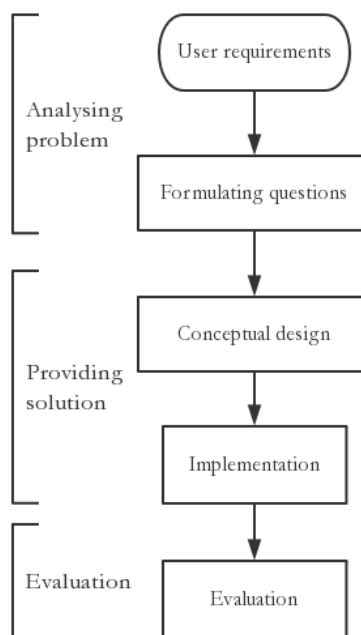 User requirements
Analysing
problem
Formulating questions
Conceptual design
Providing
solution
Implementation
Evaluation
Evaluation